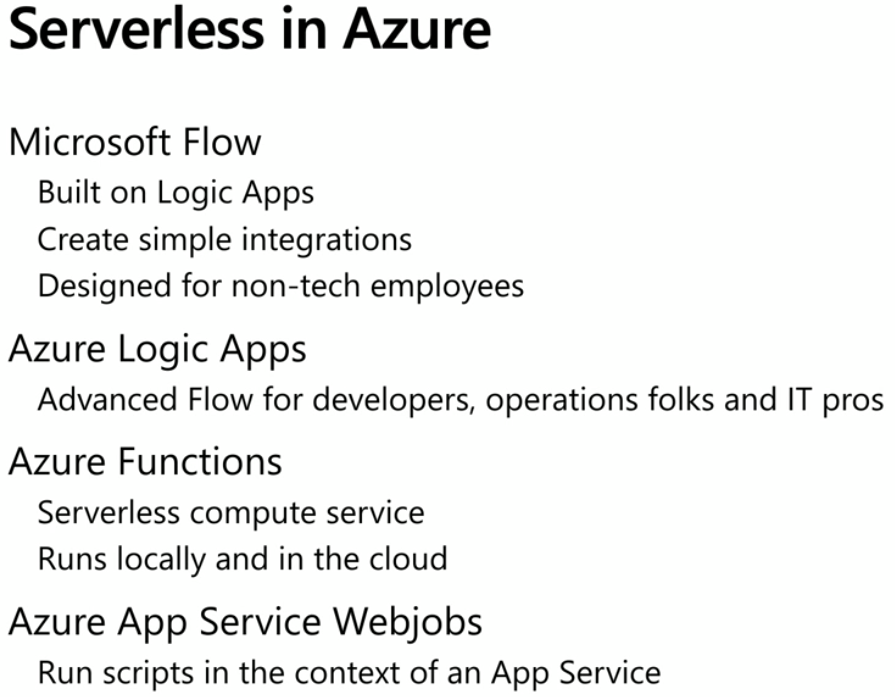 Serverless in Azure
Microsoft Flow
Built on Logic Apps
Create simple integrations
Designed for non-tech employees
Azure Logic Apps
Advanced Flow for developers, operations folks and IT pros
Azure Functions
Serverless compute service
Runs locally and in the cloud
Azure App Service Webjobs
Run scripts in the context of an App Service